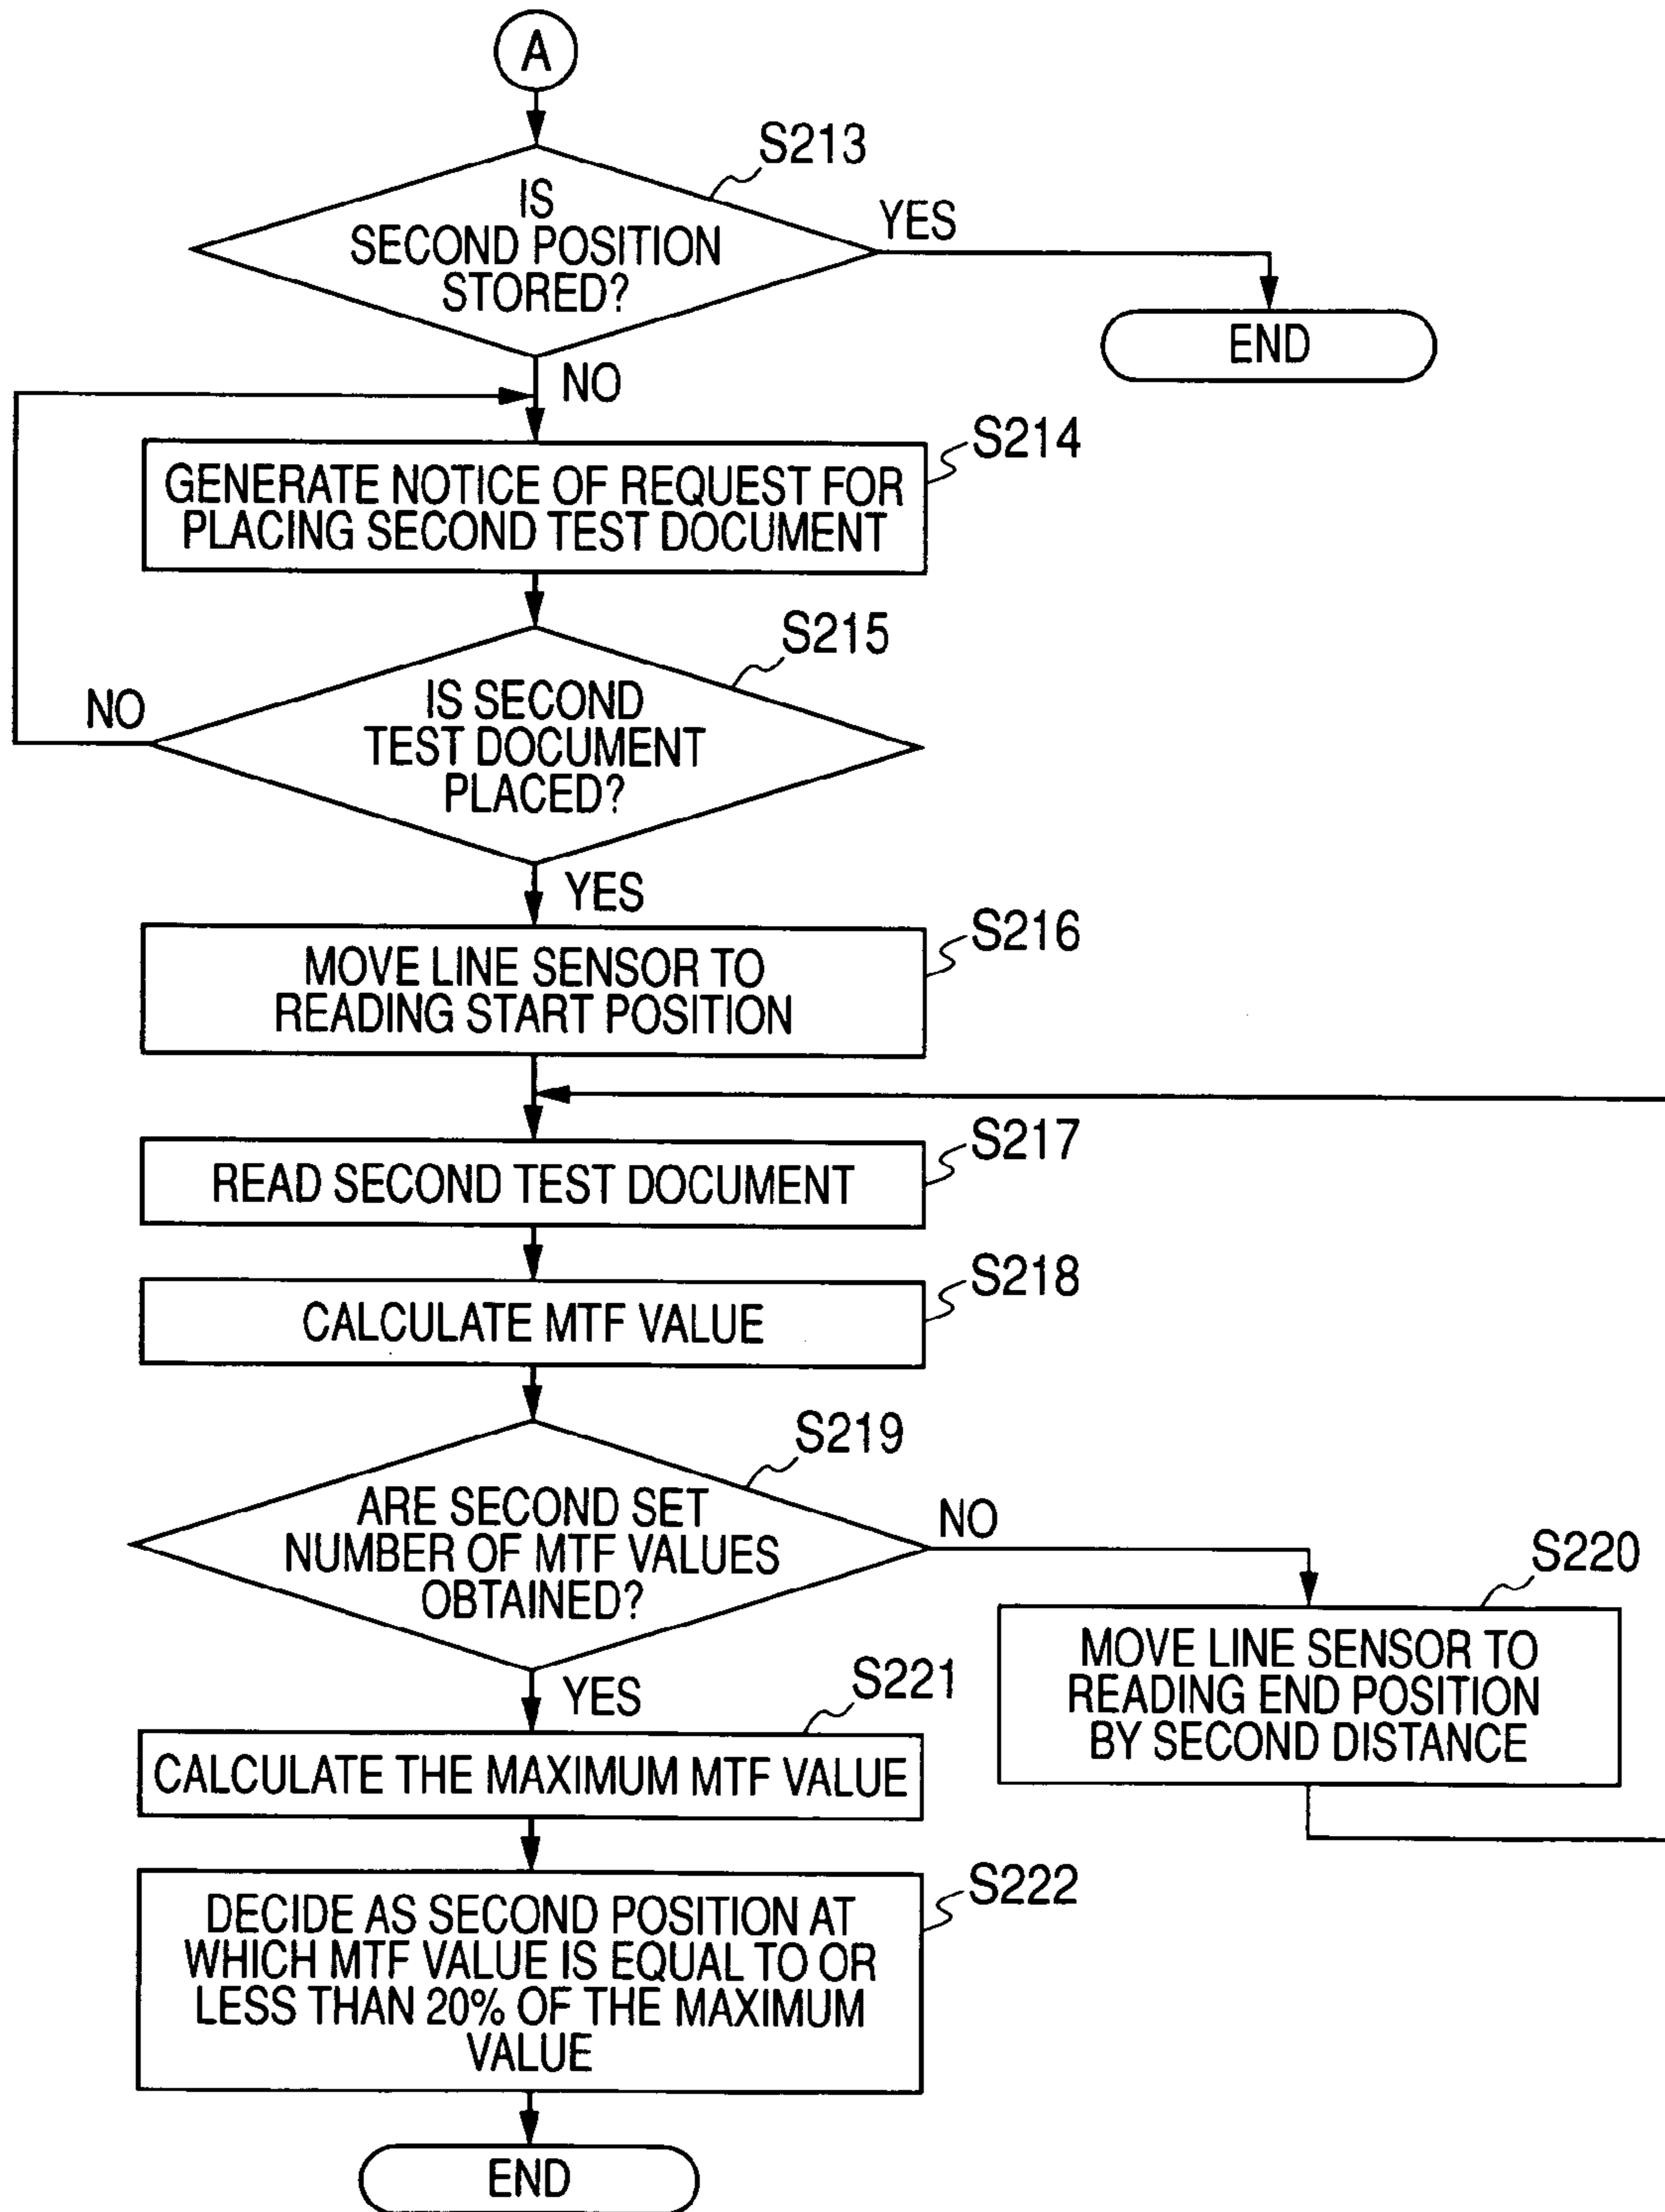 A
S213
IS
SECOND POSITION
STORED?
YES
END
NO
S214
GENERATE NOTICE OF REQUEST FOR
PLACING SECOND TEST DOCUMENT
S215
IS SECOND
TEST DOCUMENT
PLACED?
NO
YES
S216
MOVE LINE SENSOR TO
READING START POSITION
S217
READ SECOND TEST DOCUMENT
S218
CALCULATE MTF VALUE
S219
ARE SECOND SET
NUMBER OF MTF VALUES
OBTAINED?
NO
S220
MOVE LINE SENSOR TO
READING END POSITION
BY SECOND DISTANCE
YES
S221
CALCULATE THE MAXIMUM MTF VALUE
S222
DECIDE AS SECOND POSITION AT
WHICH MTF VALUE IS EQUAL TO OR
LESS THAN 20% OF THE MAXIMUM
VALUE
END